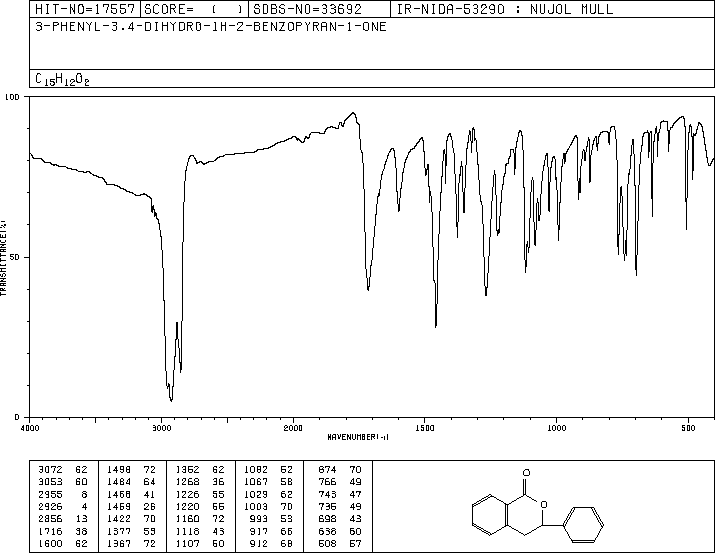 HIT-NO=17557 SCORE= ( ) SDBS-NO=33692 IR-NIDA-53290 : NUJOL MULL
3-PHENYL-3,4-DIHYDRO-1H-2-BENZOPYRAN-1-ONE
C15H12O2
100
50
0
TRANSMITTANCE(%)
4000 3000 2000 1500 1000 500
WAVENUMBER(-1)
3072 62 1498 72 1352 62 1082 52 874 70
3053 60 1484 64 1268 36 1067 58 766 49
2955 8 1468 41 1226 55 1029 62 743 47
2926 4 1459 26 1220 55 1003 70 735 49
2856 13 1422 70 1160 72 993 53 698 43
1716 38 1377 55 1118 43 917 66 638 60
1600 62 1367 72 1107 50 912 68 508 57
O
O